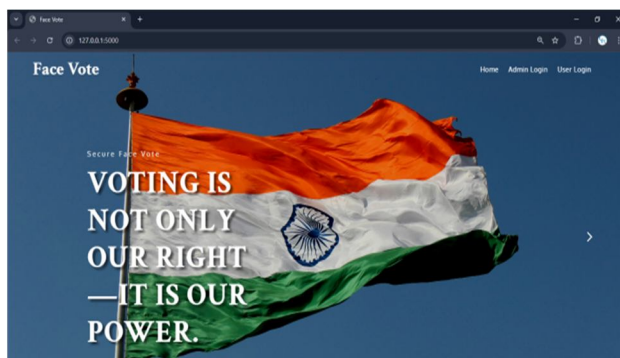 Face Vote
127.0.0.1:5000
Face Vote
Home Admin Login User Login
Secure Face Vote
VOTING IS
NOT ONLY
OUR RIGHT
—IT IS OUR
POWER.